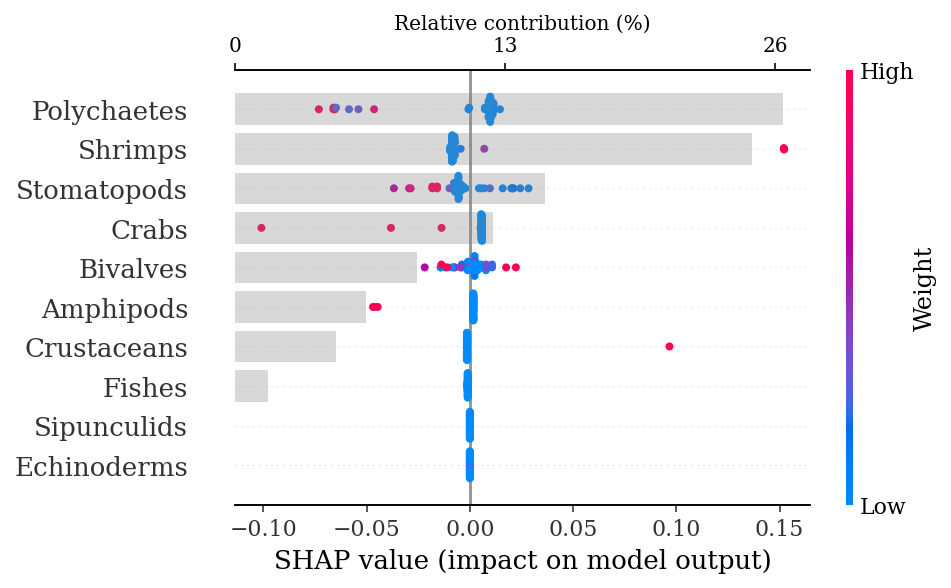 Relative contribution (%)
0 13 26
High
Polychaetes
Shrimps
Stomatopods
Crabs
Bivalves
Amphipods
Crustaceans
Fishes
Sipunculids
Echinoderms
Weight
Low
−0.10 −0.05 0.00 0.05 0.10 0.15
SHAP value (impact on model output)